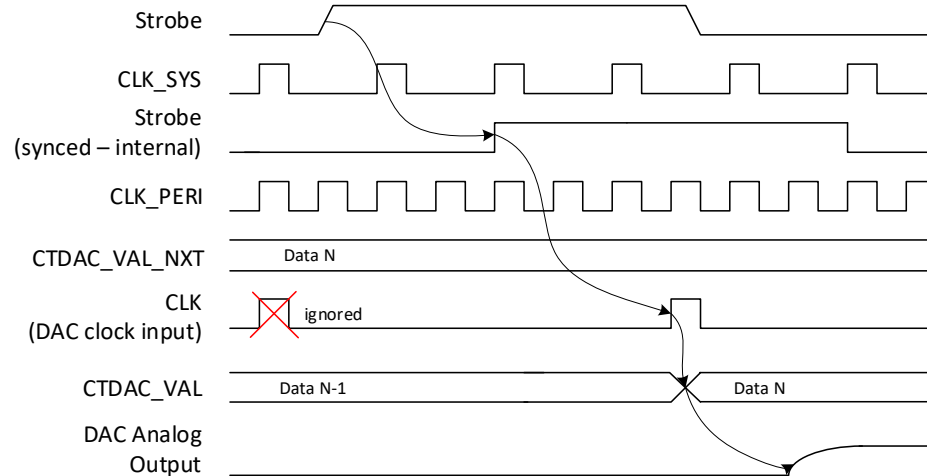 Strobe
CLK_SYS
Strobe
(synced – internal)
CLK_PERI
CTDAC_VAL_NXT
Data N
CLK
(DAC clock input)
ignored
CTDAC_VAL
Data N-1
Data N
DAC Analog
Output